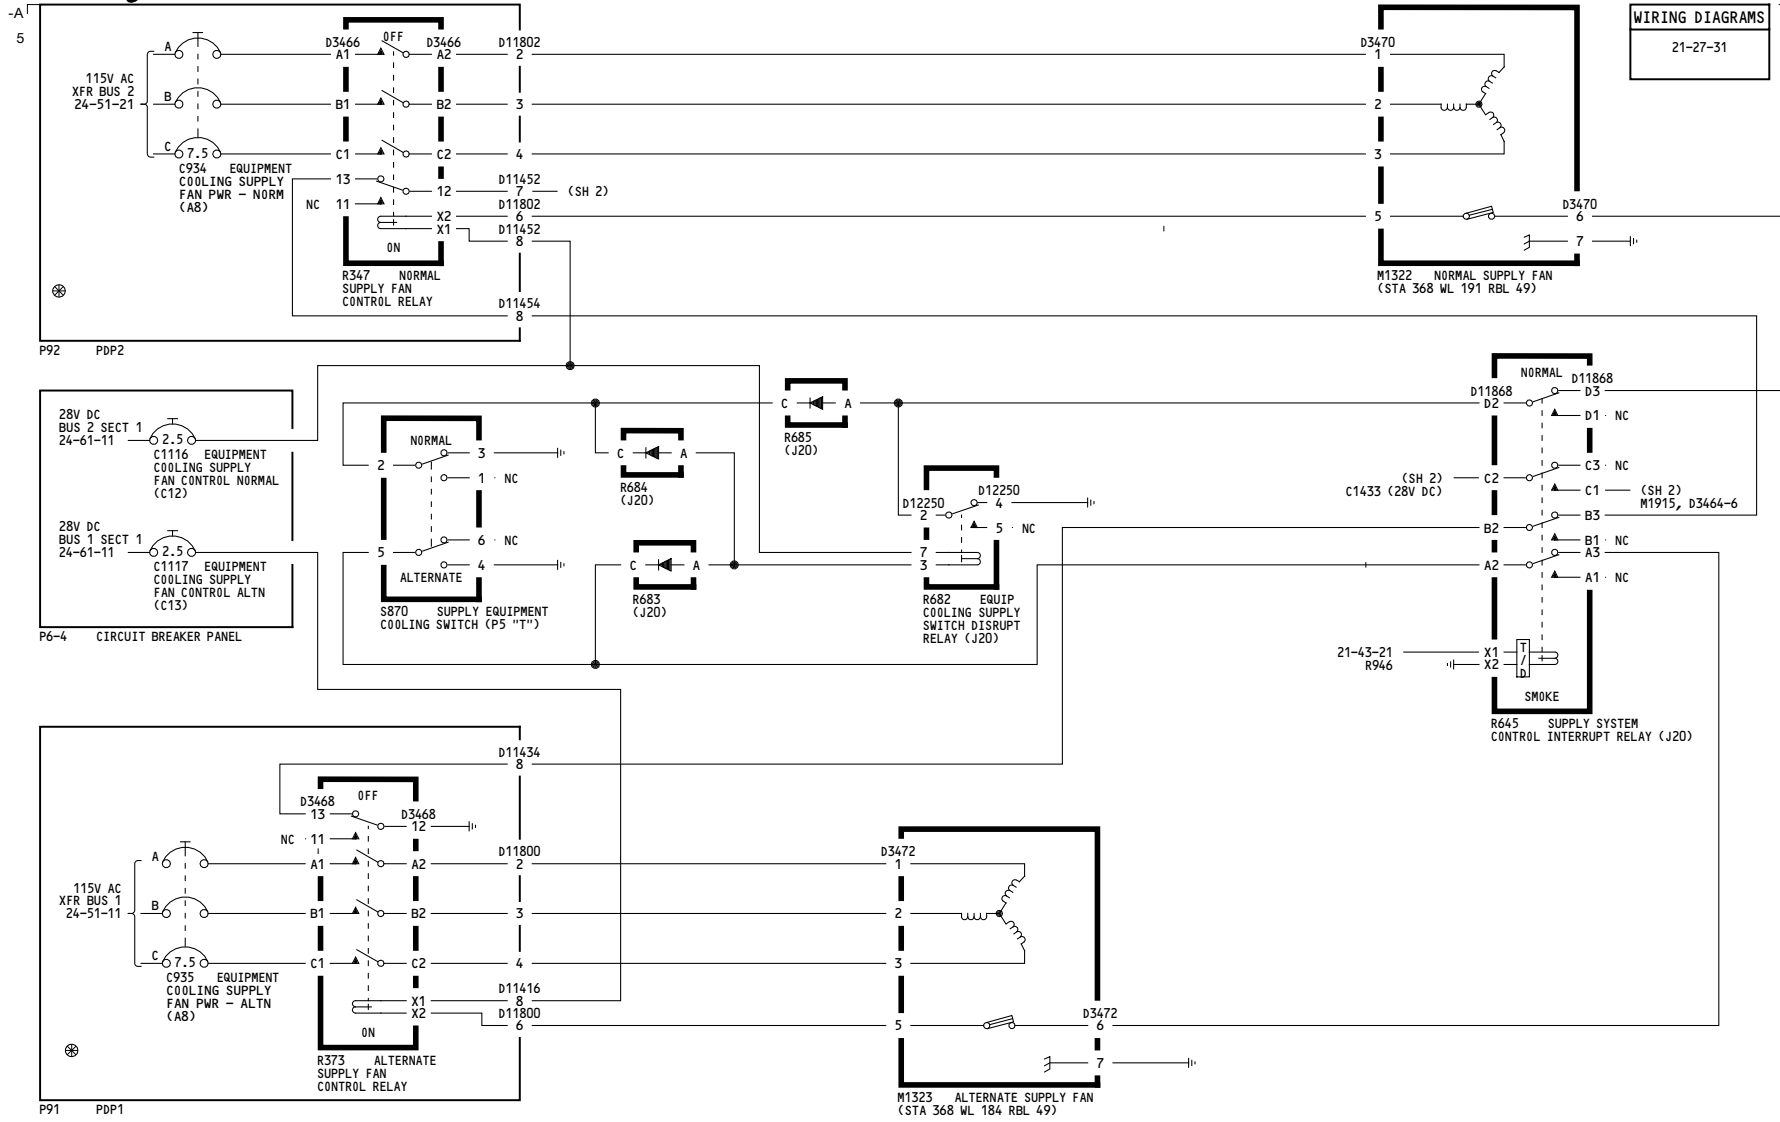 -A
5
WIRING DIAGRAMS
21-27-31
115V AC
XFR BUS 2
24-51-21
A
B
C
7.5
C934 EQUIPMENT
COOLING SUPPLY
FAN PWR - NORM
(A8)
D3466
OFF
D3466
A1
A2
B1
B2
C1
C2
13
12
NC 11
X2
X1
ON
R347 NORMAL
SUPPLY FAN
CONTROL RELAY
D11802
2
3
4
D11452
7
(SH 2)
D11802
6
D11452
8
D11454
8
P92 PDP2
D3470
1
2
3
5
D3470
6
7
M1322 NORMAL SUPPLY FAN
(STA 368 WL 191 RBL 49)
28V DC
BUS 2 SECT 1
24-61-11
2.5
C1116 EQUIPMENT
COOLING SUPPLY
FAN CONTROL NORMAL
(C12)
28V DC
BUS 1 SECT 1
24-61-11
2.5
C1117 EQUIPMENT
COOLING SUPPLY
FAN CONTROL ALTN
(C13)
P6-4 CIRCUIT BREAKER PANEL
NORMAL
2
3
1 NC
5
6 NC
4
ALTERNATE
S870 SUPPLY EQUIPMENT
COOLING SWITCH (P5 "T")
C A
R684
(J20)
C A
R683
(J20)
C A
R685
(J20)
D12250
D12250
2
4
5 NC
7
3
R682 EQUIP
COOLING SUPPLY
SWITCH DISRUPT
RELAY (J20)
NORMAL
D11868
D11868
D2
D3
D1 NC
(SH 2)
C1433 (28V DC)
C2
C3 NC
C1
(SH 2)
M1915, D3464-6
B2
B3
B1 NC
A2
A3
A1 NC
21-43-21
R946
X1
X2
T
/
D
SMOKE
R645 SUPPLY SYSTEM
CONTROL INTERRUPT RELAY (J20)
115V AC
XFR BUS 1
24-51-11
A
B
C
7.5
C935 EQUIPMENT
COOLING SUPPLY
FAN PWR - ALTN
(A8)
OFF
D3468
13
D3468
12
NC 11
A1
A2
B1
B2
C1
C2
X1
X2
ON
R373 ALTERNATE
SUPPLY FAN
CONTROL RELAY
D11434
8
D11800
2
3
4
D11416
8
D11800
6
P91 PDP1
D3472
1
2
3
5
D3472
6
7
M1323 ALTERNATE SUPPLY FAN
(STA 368 WL 184 RBL 49)